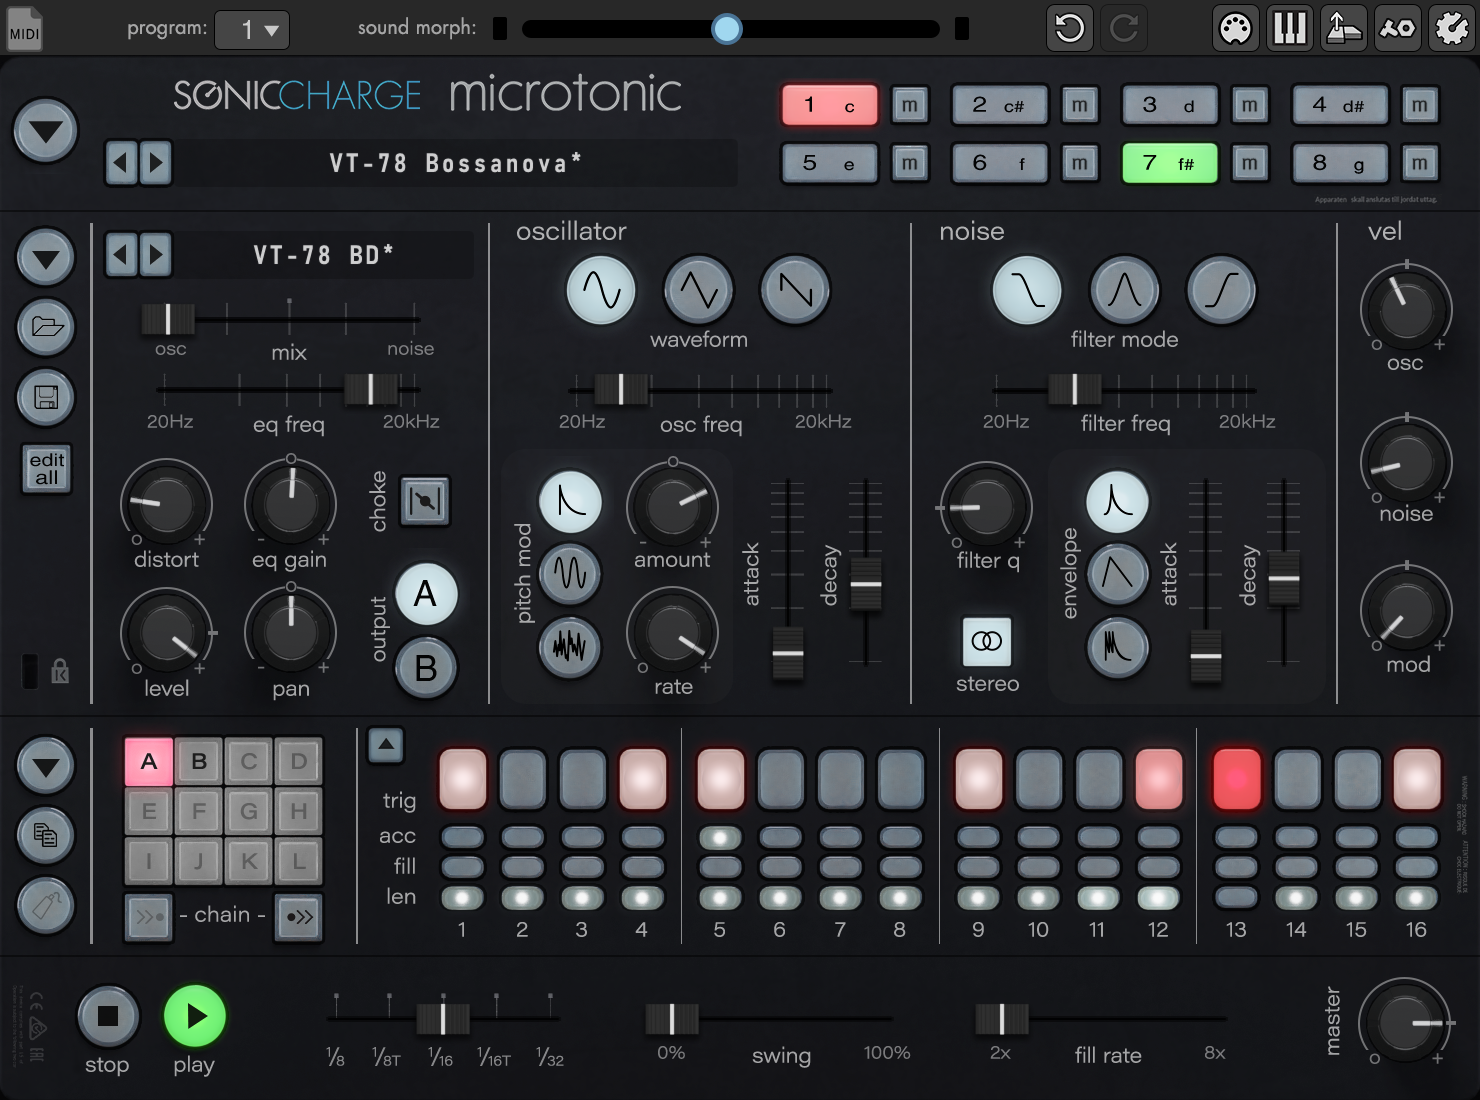 MIDI program: 1 sound morph:
SONICCHARGE microtonic
1 c m 2 c# m 3 d m 4 d# m
VT-78 Bossanova*
5 e m 6 f m 7 f# m 8 g m
Apparaten skall anslutas till jordat uttag.
VT-78 BD*
osc mix noise
20Hz eq freq 20kHz
edit
all
distort eq gain
choke
level pan
output
A
B
oscillator
waveform
20Hz osc freq 20kHz
pitch mod
amount
rate
attack
decay
noise
filter mode
20Hz filter freq 20kHz
filter q
stereo
envelope
attack
decay
vel
osc
noise
mod
A B C D
E F G H
I J K L
- chain -
trig
acc
fill
len
1 2 3 4 5 6 7 8 9 10 11 12 13 14 15 16
stop play
1/8 1/8T 1/16 1/16T 1/32
0% swing 100%
2x fill rate 8x
master